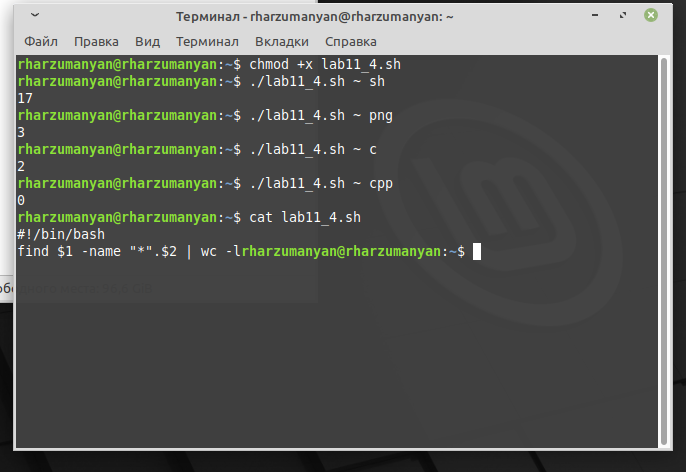 Терминал - rharzumanyan@rharzumanyan: ~
Файл Правка Вид Терминал Вкладки Справка
rharzumanyan@rharzumanyan:~$ chmod +x lab11_4.sh
rharzumanyan@rharzumanyan:~$ ./lab11_4.sh ~ sh
17
rharzumanyan@rharzumanyan:~$ ./lab11_4.sh ~ png
3
rharzumanyan@rharzumanyan:~$ ./lab11_4.sh ~ c
2
rharzumanyan@rharzumanyan:~$ ./lab11_4.sh ~ cpp
0
rharzumanyan@rharzumanyan:~$ cat lab11_4.sh
#!/bin/bash
find $1 -name "*".$2 | wc -lrharzumanyan@rharzumanyan:~$